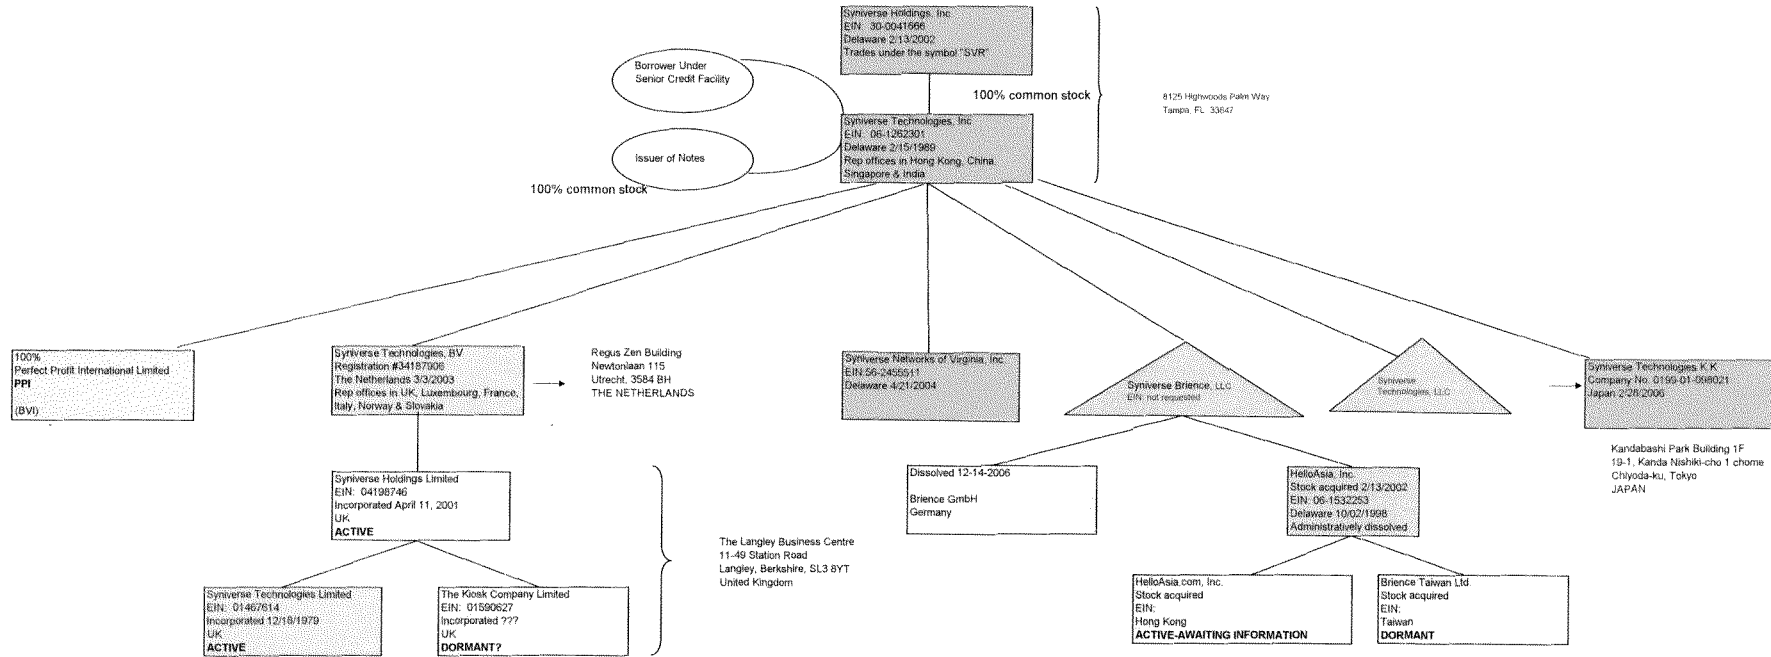 Syniverse Holdings, Inc.
EIN: 30-0041666
Delaware 2/13/2002
Trades under the symbol "SVR"
Borrower Under
Senior Credit Facility
100% common stock
8125 Highwoods Palm Way
Tampa, FL 33647
Syniverse Technologies, Inc
EIN: 06-1262301
Delaware 2/15/1989
Rep offices in Hong Kong, China,
Singapore & India
Issuer of Notes
100% common stock
100%
Perfect Profit International Limited
PPI
(BVI)
Syniverse Technologies, BV
Registration #34187906
The Netherlands 3/3/2003
Rep offices in UK, Luxembourg, France,
Italy, Norway & Slovakia
Regus Zen Building
Newtonlaan 115
Utrecht, 3584 BH
THE NETHERLANDS
Syniverse Networks of Virginia, Inc
EIN:56-2455511
Delaware 4/21/2004
Syniverse Brience, LLC
EIN: not requested
Syniverse
Technologies, LLC
Syniverse Technologies K.K
Company No. 0199-01-098021
Japan 2/28/2006
Kandabashi Park Building 1F
19-1, Kanda Nishiki-cho 1 chome
Chiyoda-ku, Tokyo
JAPAN
Syniverse Holdings Limited
EIN: 04198746
Incorporated April 11, 2001
UK
ACTIVE
Dissolved 12-14-2006
Brience GmbH
Germany
HelloAsia, Inc.
Stock acquired 2/13/2002
EIN: 06-1532253
Delaware 10/02/1998
Administratively dissolved
The Langley Business Centre
11-49 Station Road
Langley, Berkshire, SL3 8YT
United Kingdom
Syniverse Technologies Limited
EIN: 01467614
Incorporated 12/18/1979
UK
ACTIVE
The Kiosk Company Limited
EIN: 01590627
Incorporated ???
UK
DORMANT?
HelloAsia.com, Inc.
Stock acquired
EIN:
Hong Kong
ACTIVE-AWAITING INFORMATION
Brience Taiwan Ltd.
Stock acquired
EIN:
Taiwan
DORMANT